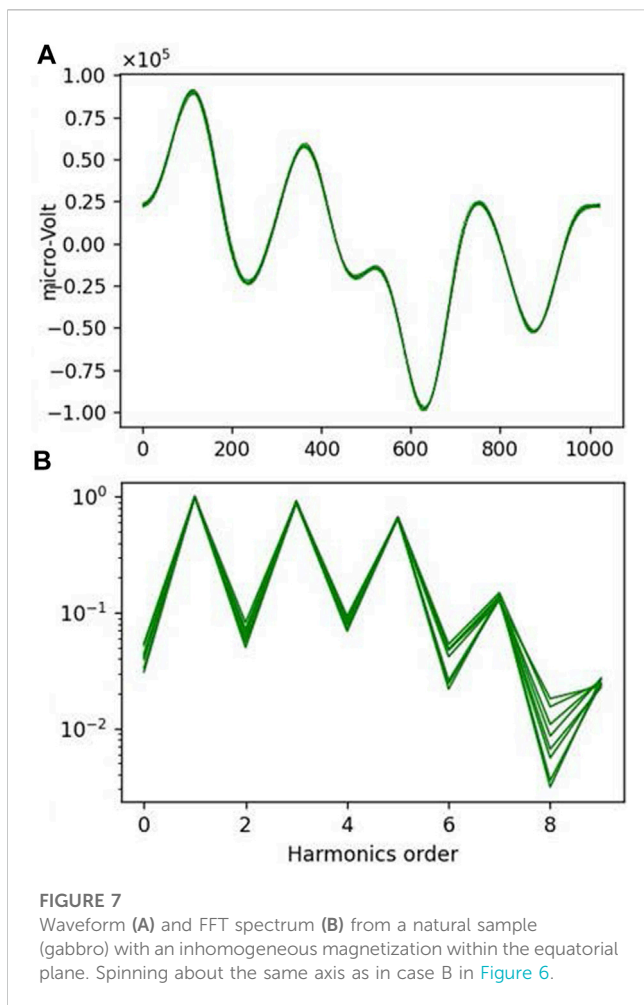 A
×10⁵
1.00
0.75
0.50
0.25
0.00
−0.25
−0.50
−0.75
−1.00
micro-Volt
0 200 400 600 800 1000
B
10⁰
10⁻¹
10⁻²
0 2 4 6 8
Harmonics order
FIGURE 7
Waveform (A) and FFT spectrum (B) from a natural sample
(gabbro) with an inhomogeneous magnetization within the equatorial
plane. Spinning about the same axis as in case B in Figure 6.